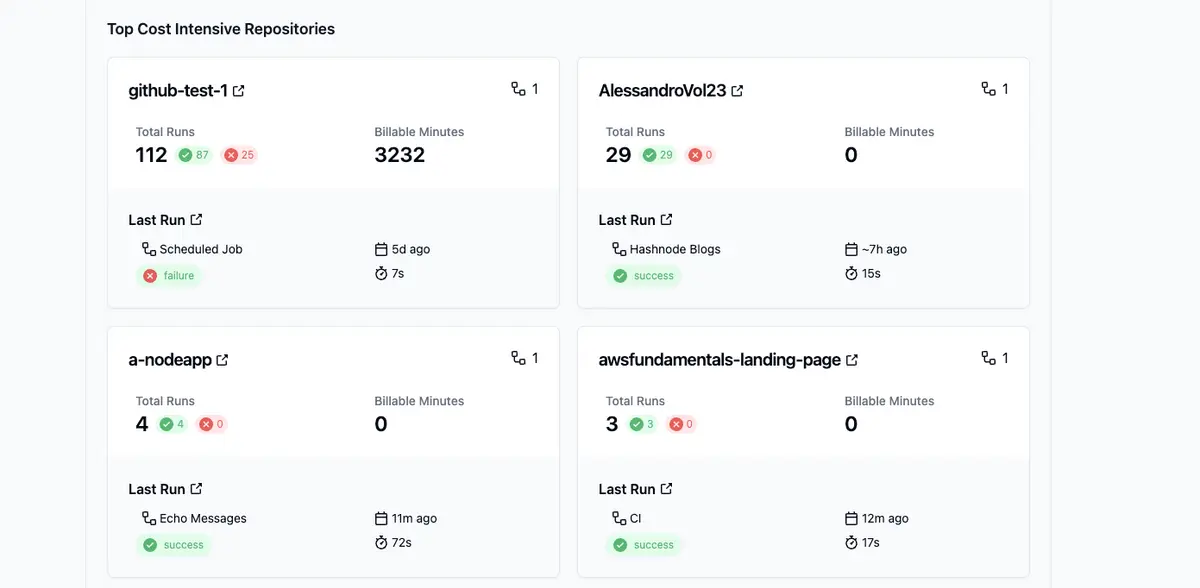 Top Cost Intensive Repositories
github-test-1 1
Total Runs Billable Minutes
112 87 25 3232
Last Run
Scheduled Job 5d ago
failure 7s
AlessandroVol23 1
Total Runs Billable Minutes
29 29 0 0
Last Run
Hashnode Blogs ~7h ago
success 15s
a-nodeapp 1
Total Runs Billable Minutes
4 4 0 0
Last Run
Echo Messages 11m ago
success 72s
awsfundamentals-landing-page 1
Total Runs Billable Minutes
3 3 0 0
Last Run
CI 12m ago
success 17s